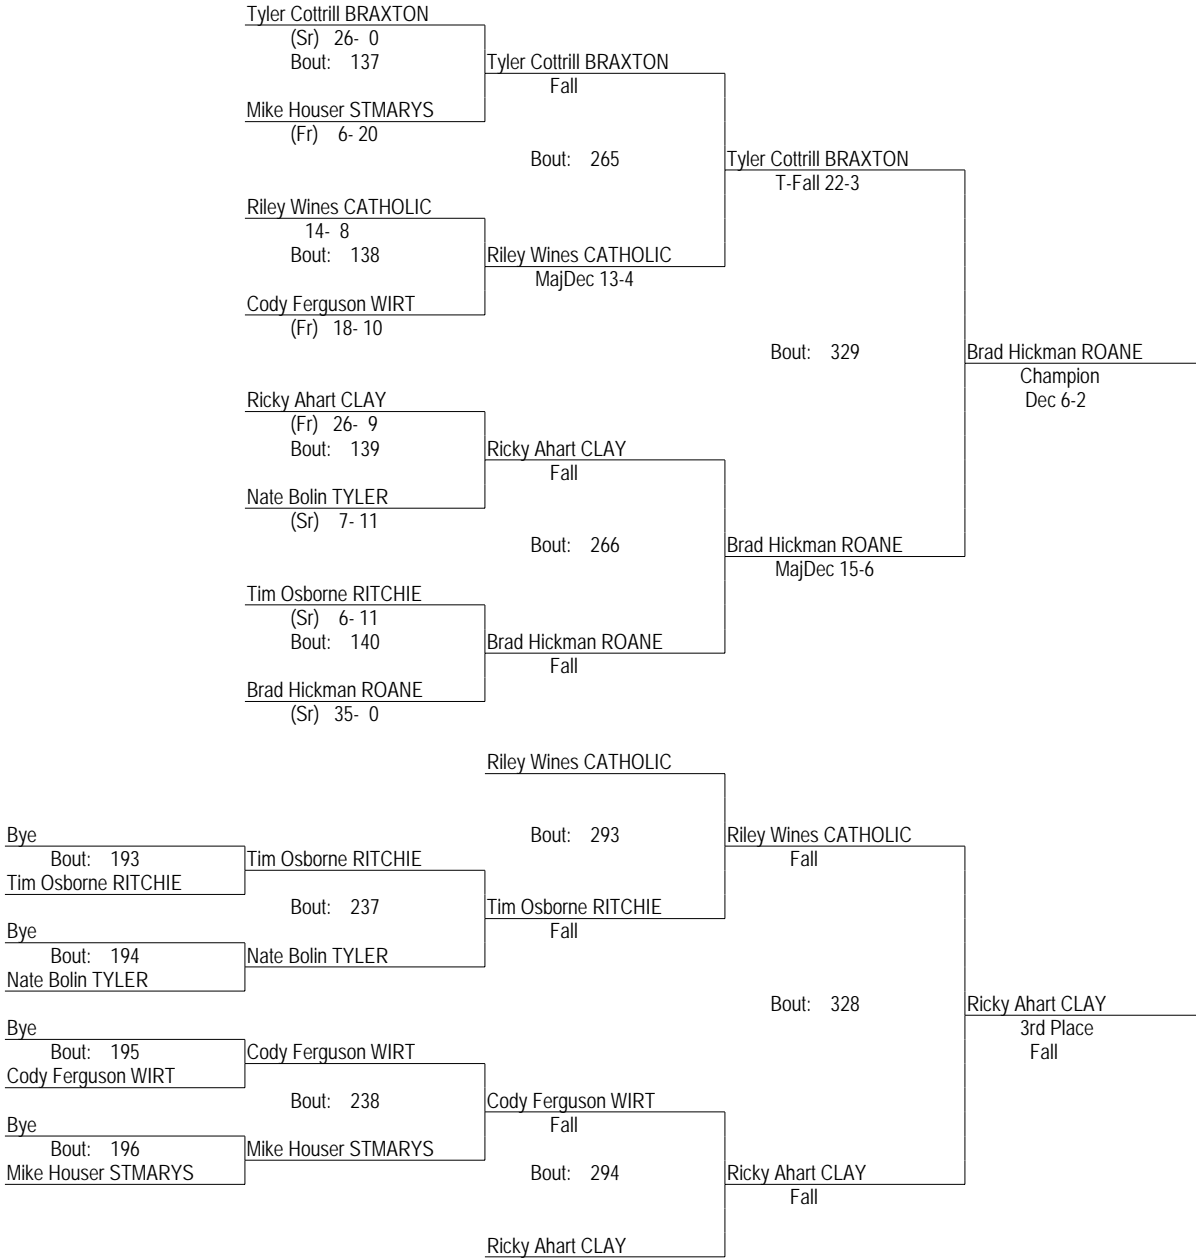 Tyler Cottrill BRAXTON
(Sr) 26- 0
Bout: 137
Tyler Cottrill BRAXTON
Fall
Mike Houser STMARYS
(Fr) 6- 20
Bout: 265
Tyler Cottrill BRAXTON
T-Fall 22-3
Riley Wines CATHOLIC
14- 8
Bout: 138
Riley Wines CATHOLIC
MajDec 13-4
Cody Ferguson WIRT
(Fr) 18- 10
Bout: 329
Brad Hickman ROANE
Champion
Dec 6-2
Ricky Ahart CLAY
(Fr) 26- 9
Bout: 139
Ricky Ahart CLAY
Fall
Nate Bolin TYLER
(Sr) 7- 11
Bout: 266
Brad Hickman ROANE
MajDec 15-6
Tim Osborne RITCHIE
(Sr) 6- 11
Bout: 140
Brad Hickman ROANE
Fall
Brad Hickman ROANE
(Sr) 35- 0
Riley Wines CATHOLIC
Bout: 293
Riley Wines CATHOLIC
Fall
Bye
Bout: 193
Tim Osborne RITCHIE
Tim Osborne RITCHIE
Bout: 237
Tim Osborne RITCHIE
Fall
Bye
Bout: 194
Nate Bolin TYLER
Nate Bolin TYLER
Bout: 328
Ricky Ahart CLAY
3rd Place
Fall
Bye
Bout: 195
Cody Ferguson WIRT
Cody Ferguson WIRT
Bout: 238
Cody Ferguson WIRT
Fall
Bye
Bout: 196
Mike Houser STMARYS
Mike Houser STMARYS
Bout: 294
Ricky Ahart CLAY
Fall
Ricky Ahart CLAY